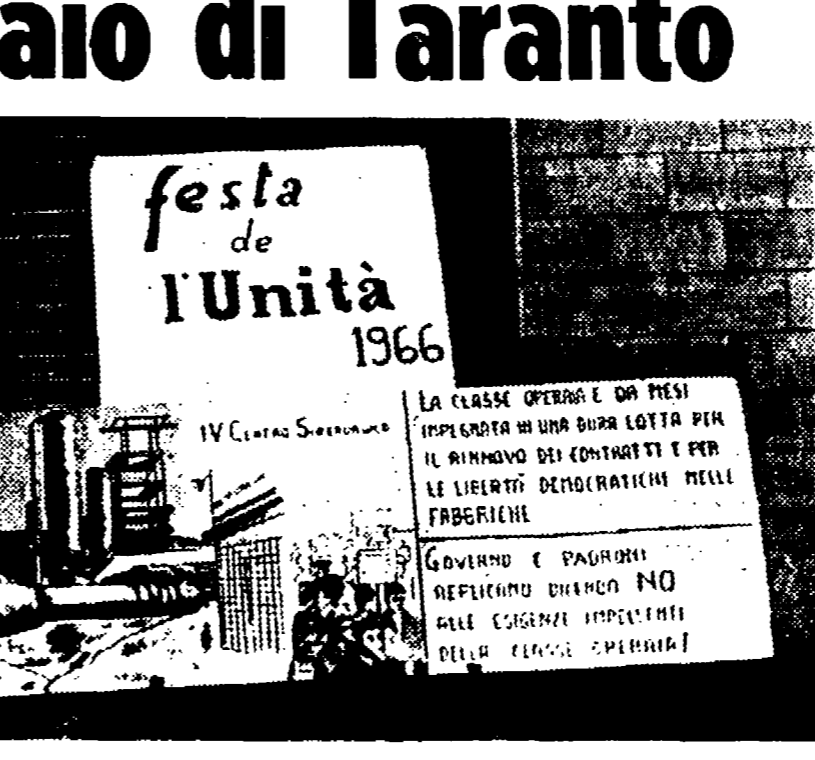 aio di Taranto
festa
de
l'Unità
1966
IV Centro Siderurgico
LA CLASSE OPERAIA E DA MESI
IMPEGNATA IN UNA DURA LOTTA PER
IL RINNOVO DEI CONTRATTI E PER
LE LIBERTÀ DEMOCRATICHE NELLE
FABBRICHE
GOVERNO E PADRONI
REPLICANO DICENDO NO
ALLE ESIGENZE IMPELLENTI
DELLA CLASSE OPERAIA!